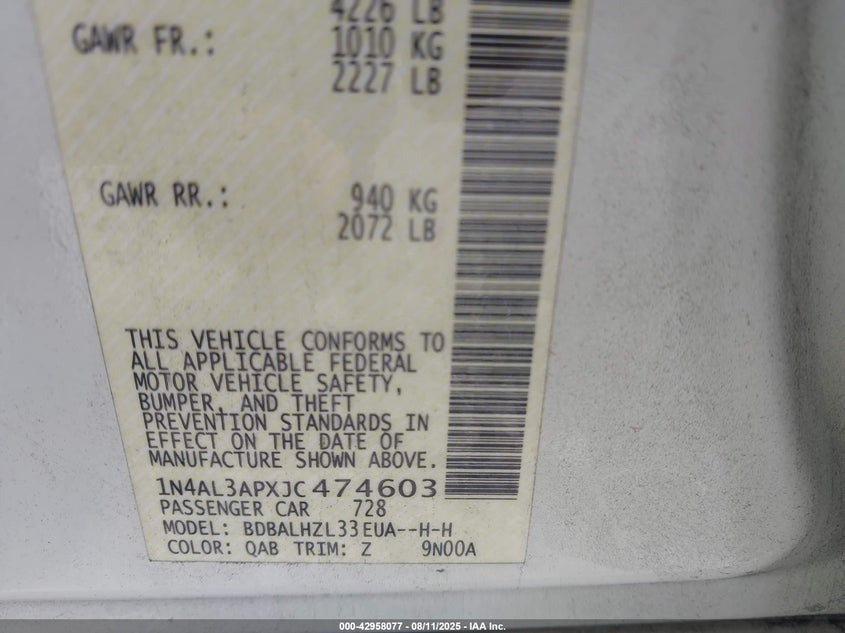 4226 LB
GAWR FR.: 1010 KG
2227 LB
GAWR RR.: 940 KG
2072 LB
THIS VEHICLE CONFORMS TO
ALL APPLICABLE FEDERAL
MOTOR VEHICLE SAFETY,
BUMPER, AND THEFT
PREVENTION STANDARDS IN
EFFECT ON THE DATE OF
MANUFACTURE SHOWN ABOVE.
1N4AL3APXJC474603
PASSENGER CAR 728
MODEL: BDBALHZL33EUA--H-H
COLOR: QAB TRIM: Z 9N00A
000-42958077 - 08/11/2025 - IAA Inc.